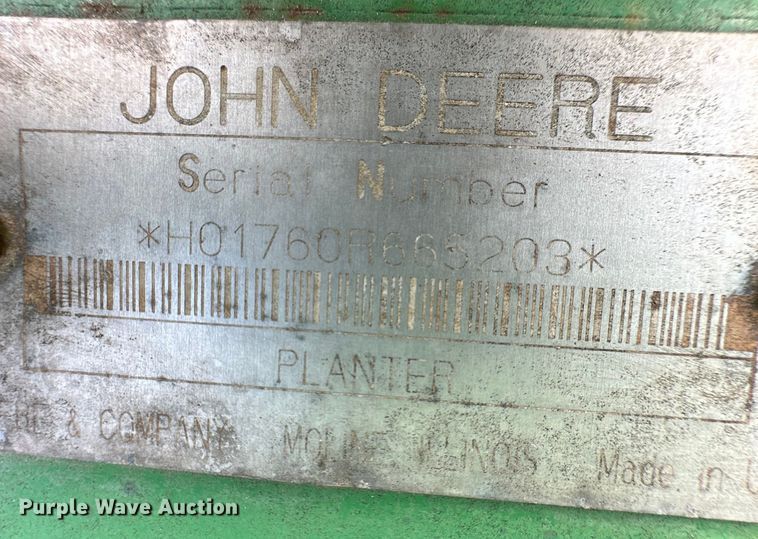 JOHN DEERE
Serial Number
*H01760R665203*
PLANTER
& COMPANY MOLINE, ILLINOIS Made in
Purple Wave Auction